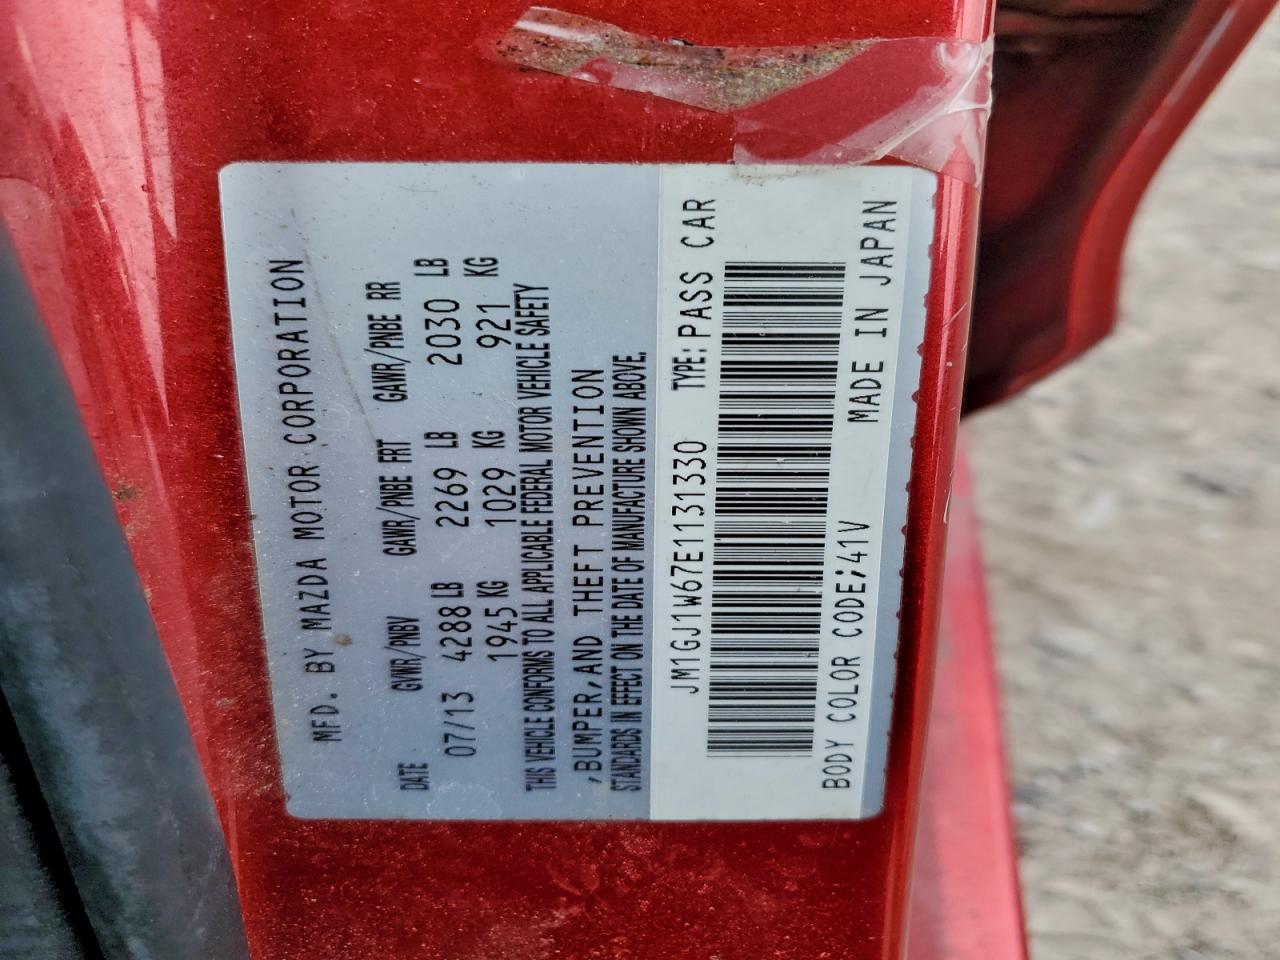 MFD. BY MAZDA MOTOR CORPORATION
DATE GVWR/PNBV GAWR/PNBE FRT GAWR/PNBE RR
07/13 4288 LB 2269 LB 2030 LB
1945 KG 1029 KG 921 KG
THIS VEHICLE CONFORMS TO ALL APPLICABLE FEDERAL MOTOR VEHICLE SAFETY
,BUMPER,AND THEFT PREVENTION
STANDARDS IN EFFECT ON THE DATE OF MANUFACTURE SHOWN ABOVE.
JM1GJ1W67E1131330 TYPE:PASS CAR
BODY COLOR CODE;41V MADE IN JAPAN